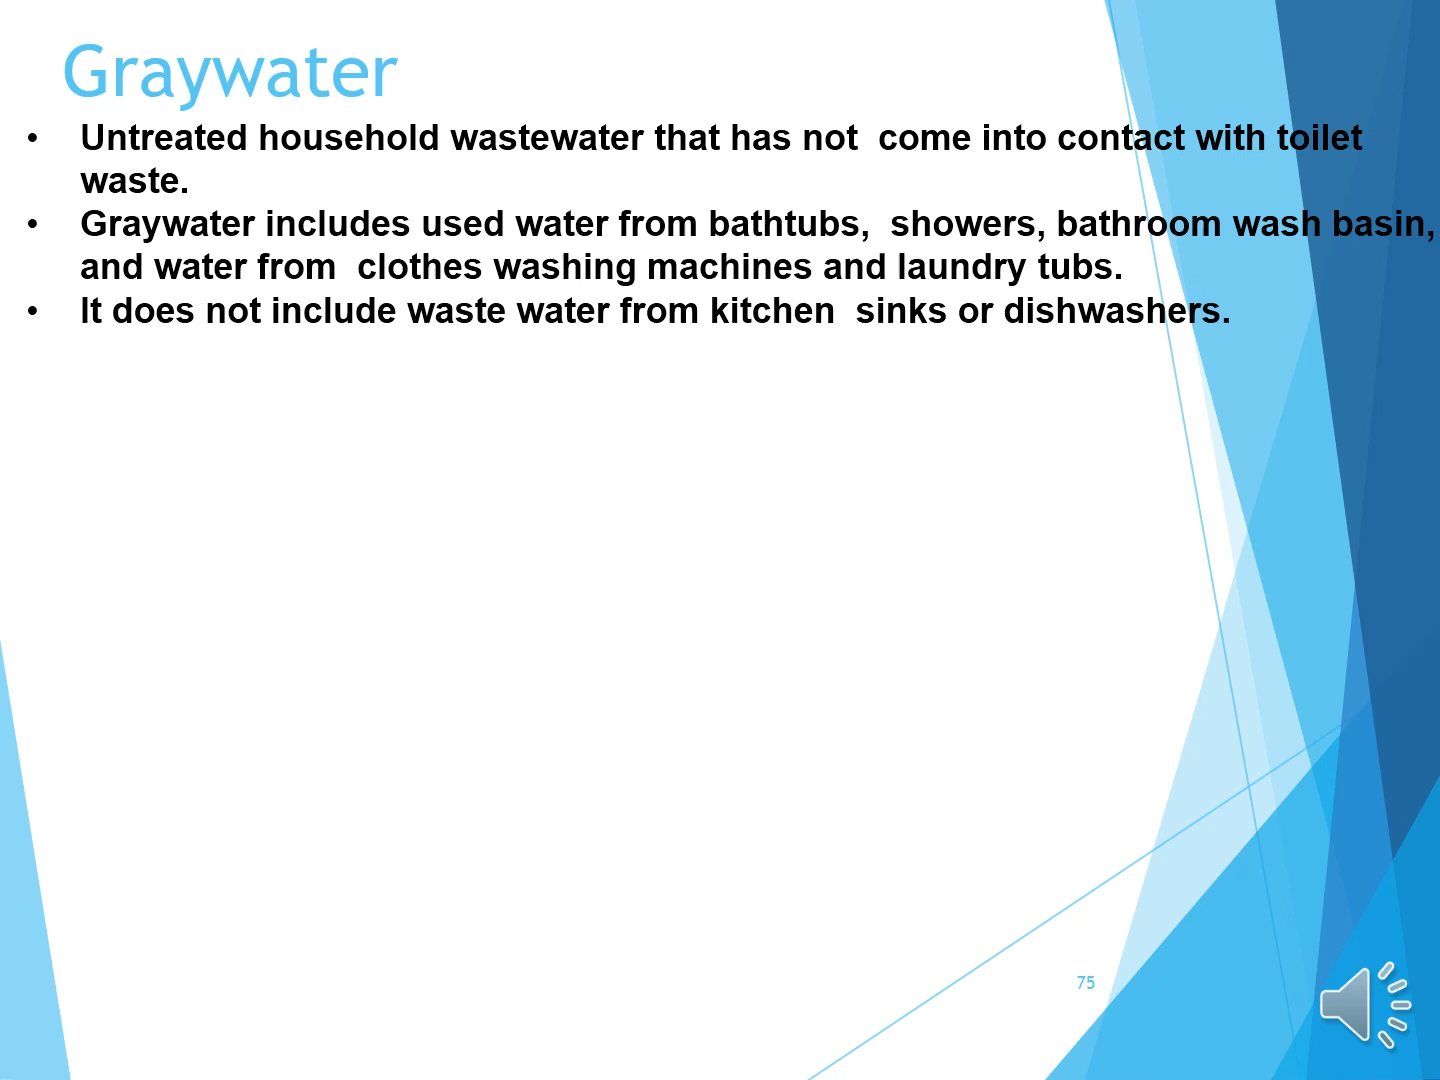 Graywater
• Untreated household wastewater that has not  come into contact with toilet
waste.
• Graywater includes used water from bathtubs,  showers, bathroom wash basin,
and water from  clothes washing machines and laundry tubs.
• It does not include waste water from kitchen  sinks or dishwashers.
75